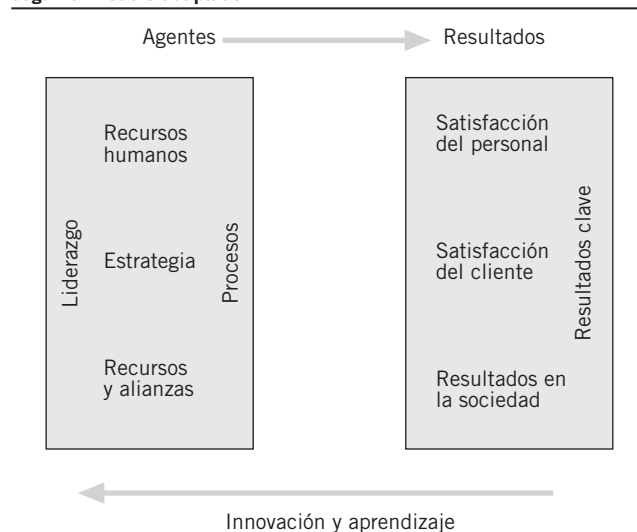 Agentes
Resultados
Liderazgo
Recursos
humanos
Estrategia
Recursos
y alianzas
Procesos
Satisfacción
del personal
Satisfacción
del cliente
Resultados en
la sociedad
Resultados clave
Innovación y aprendizaje